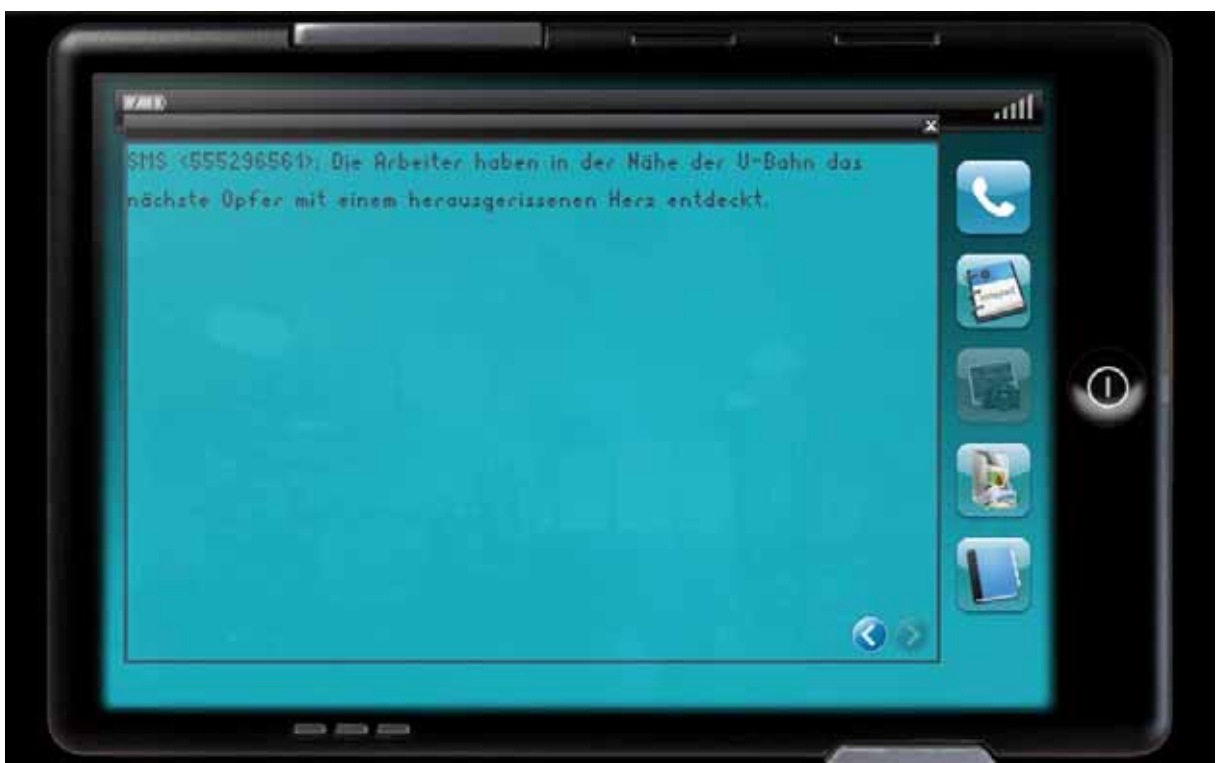 SMS <555296561>: Die Arbeiter haben in der Nähe der U-Bahn das
nächste Opfer mit einem herausgerissenen Herz entdeckt.